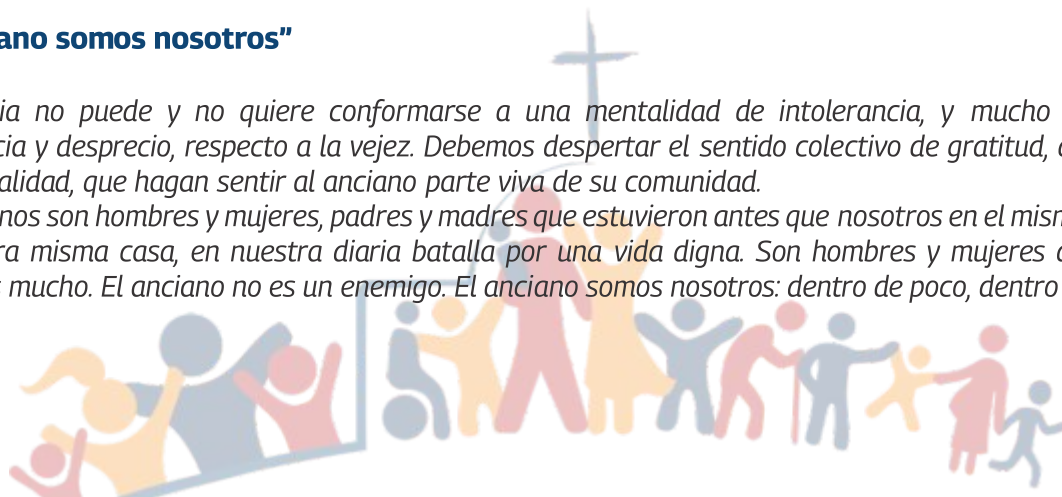 ano somos nosotros”
ia no puede y no quiere conformarse a una mentalidad de intolerancia, y mucho
cia y desprecio, respecto a la vejez. Debemos despertar el sentido colectivo de gratitud,
alidad, que hagan sentir al anciano parte viva de su comunidad.
nos son hombres y mujeres, padres y madres que estuvieron antes que nosotros en el mism
ra misma casa, en nuestra diaria batalla por una vida digna. Son hombres y mujeres
s mucho. El anciano no es un enemigo. El anciano somos nosotros: dentro de poco, dentro